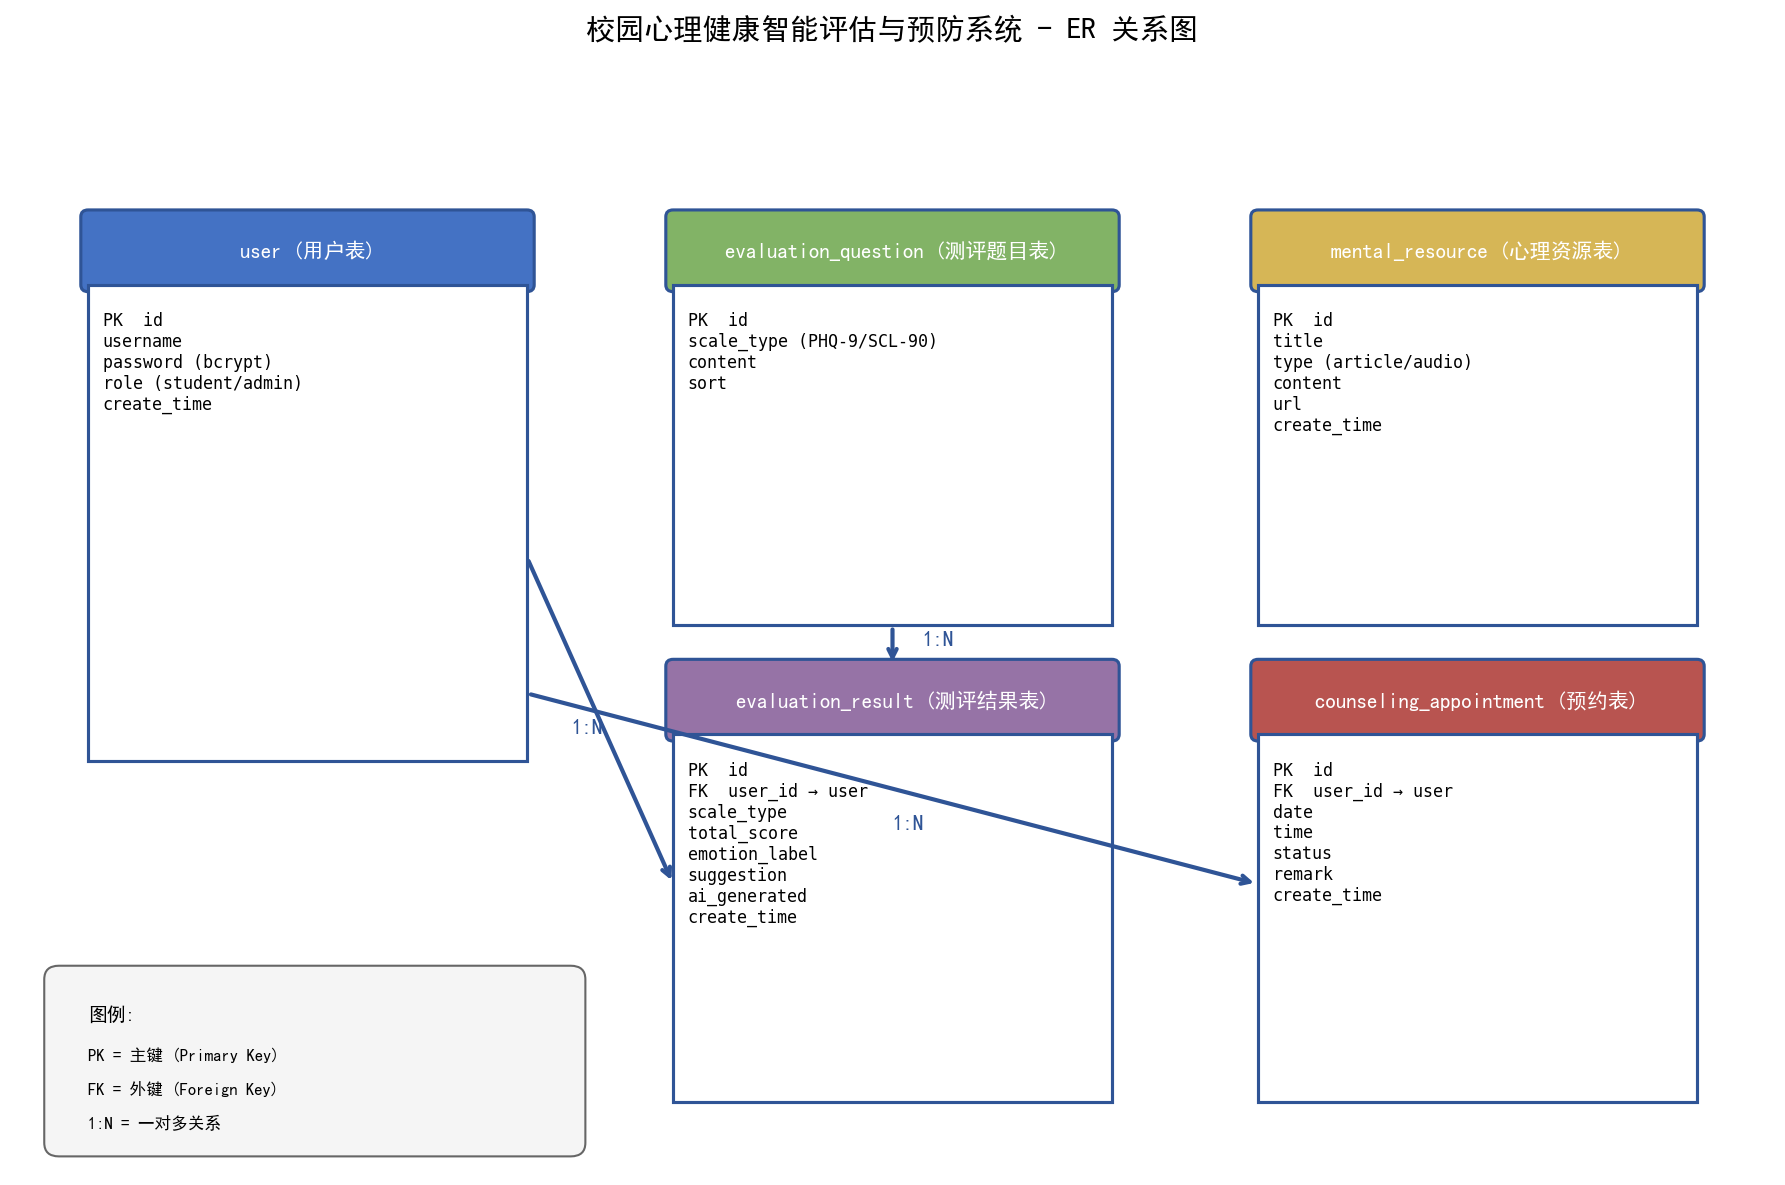 校园心理健康智能评估与预防系统 - ER 关系图
user (用户表)
PK  id
username
password (bcrypt)
role (student/admin)
create_time
evaluation_question (测评题目表)
PK  id
scale_type (PHQ-9/SCL-90)
content
sort
mental_resource (心理资源表)
PK  id
title
type (article/audio)
content
url
create_time
1:N
1:N
1:N
evaluation_result (测评结果表)
PK  id
FK  user_id → user
scale_type
total_score
emotion_label
suggestion
ai_generated
create_time
counseling_appointment (预约表)
PK  id
FK  user_id → user
date
time
status
remark
create_time
图例:
PK = 主键 (Primary Key)
FK = 外键 (Foreign Key)
1:N = 一对多关系